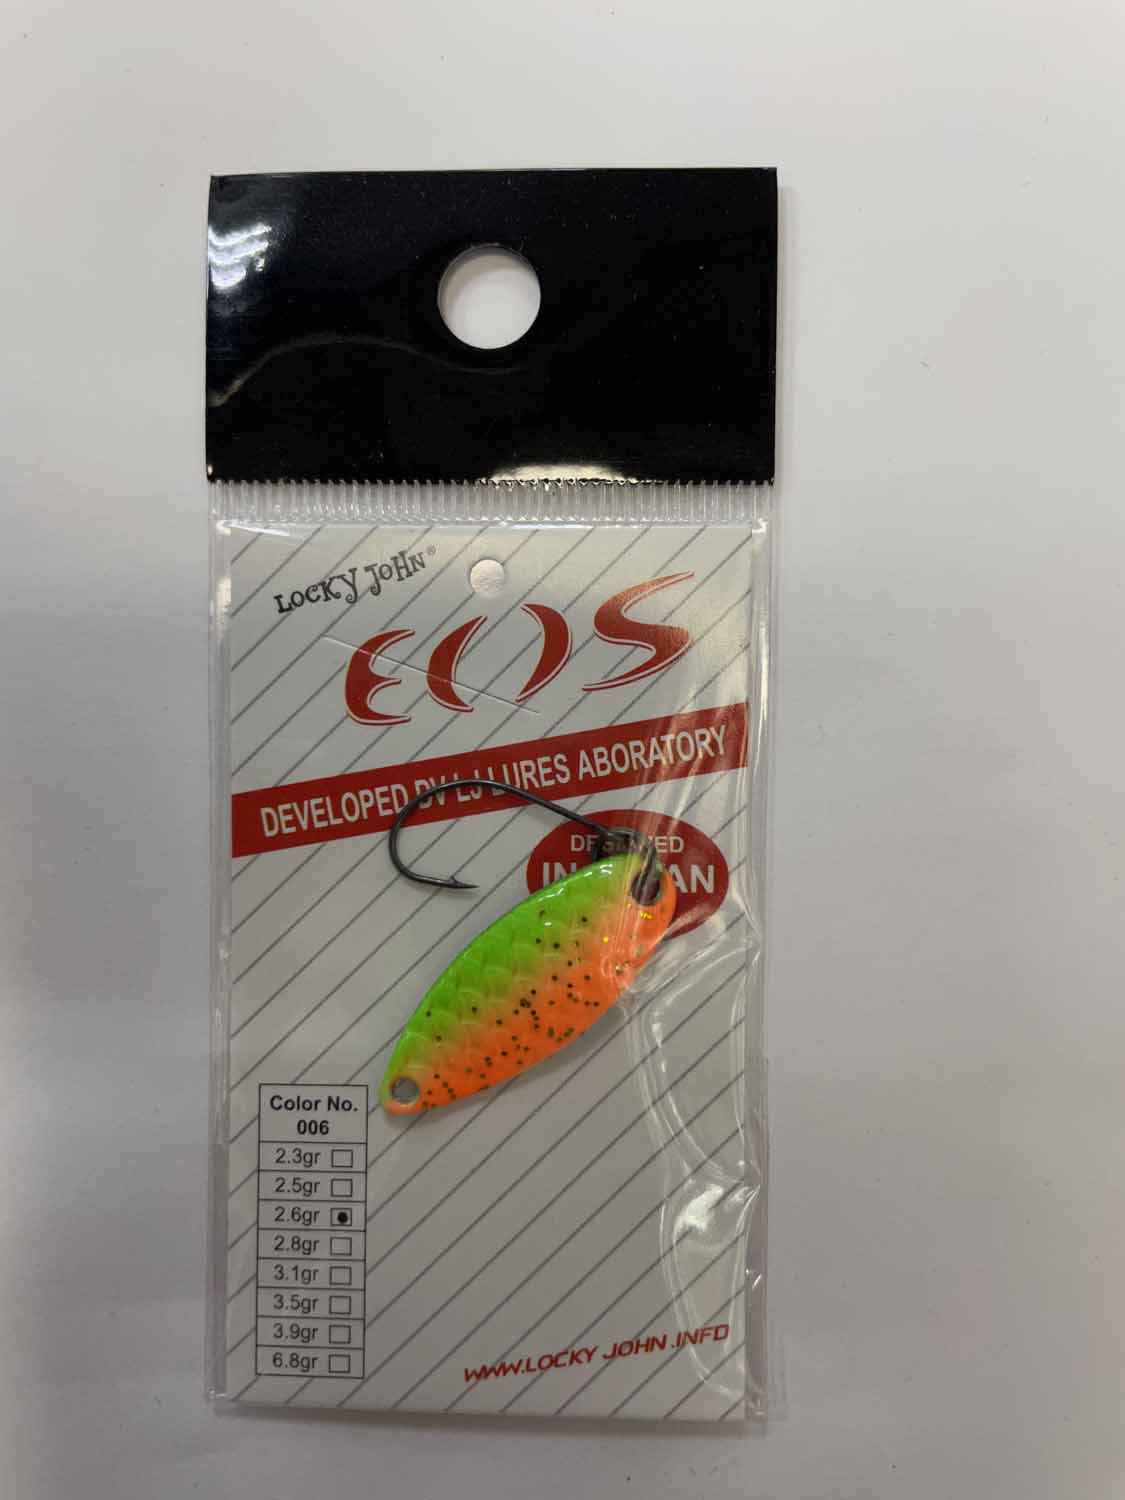 LOCKY JOHN®
EOS
DEVELOPED BY LJ LURES ABORATORY
DESIGNED
IN JAPAN
Color No.
006
2.3gr
2.5gr
2.6gr
2.8gr
3.1gr
3.5gr
3.9gr
6.8gr
WWW.LOCKY JOHN .INFO